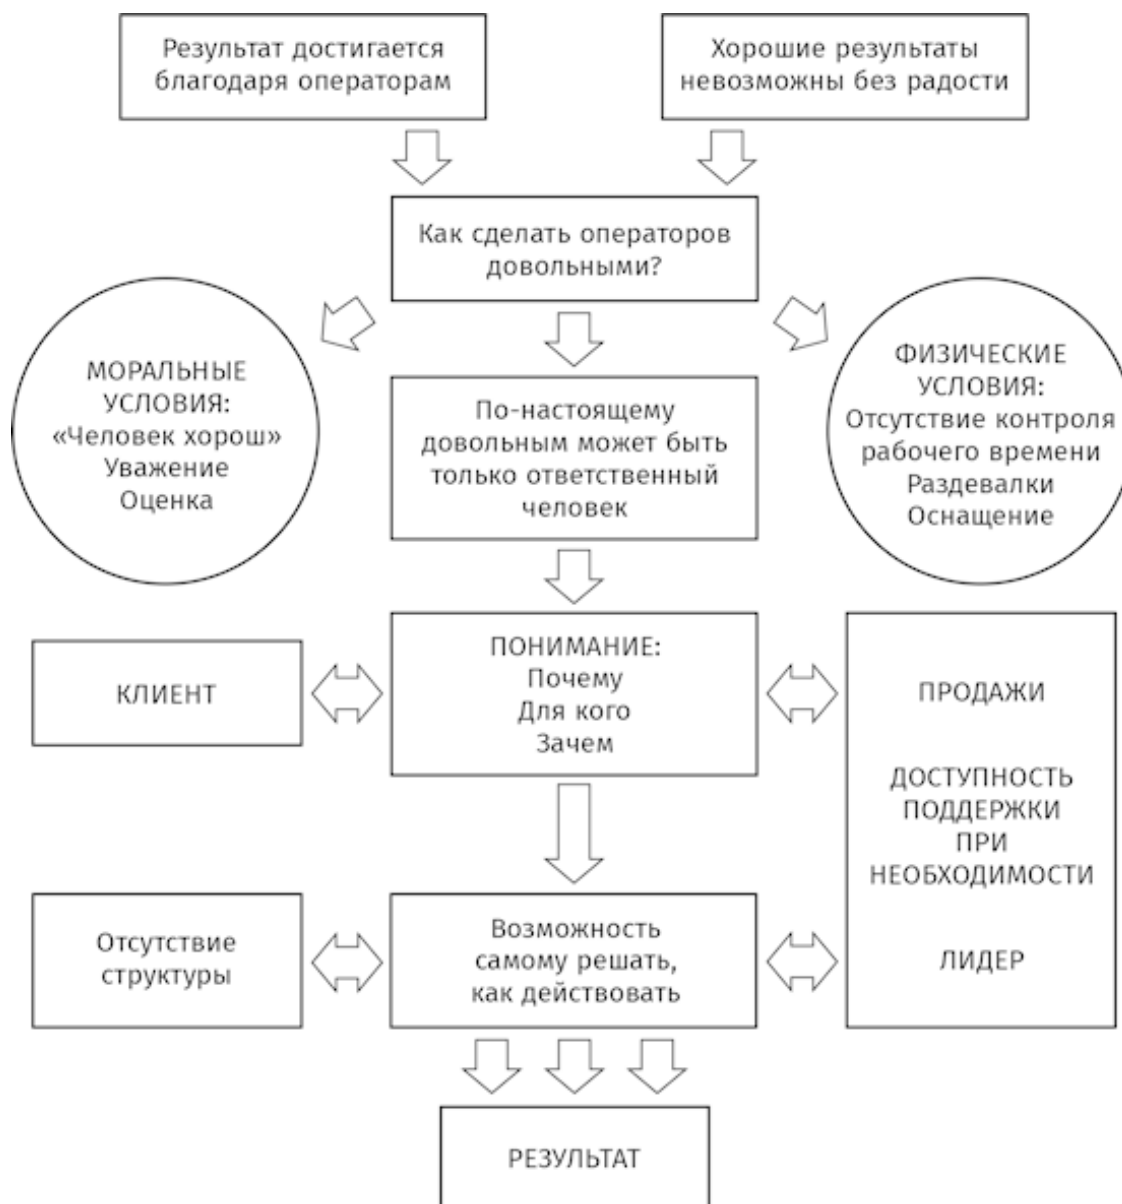 Результат достигается
благодаря операторам
Хорошие результаты
невозможны без радости
Как сделать операторов
довольными?
МОРАЛЬНЫЕ
УСЛОВИЯ:
«Человек хорош»
Уважение
Оценка
По-настоящему
довольным может быть
только ответственный
человек
ФИЗИЧЕСКИЕ
УСЛОВИЯ:
Отсутствие контроля
рабочего времени
Раздевалки
Оснащение
КЛИЕНТ
ПОНИМАНИЕ:
Почему
Для кого
Зачем
ПРОДАЖИ
ДОСТУПНОСТЬ
ПОДДЕРЖКИ
ПРИ
НЕОБХОДИМОСТИ
ЛИДЕР
Отсутствие
структуры
Возможность
самому решать,
как действовать
РЕЗУЛЬТАТ